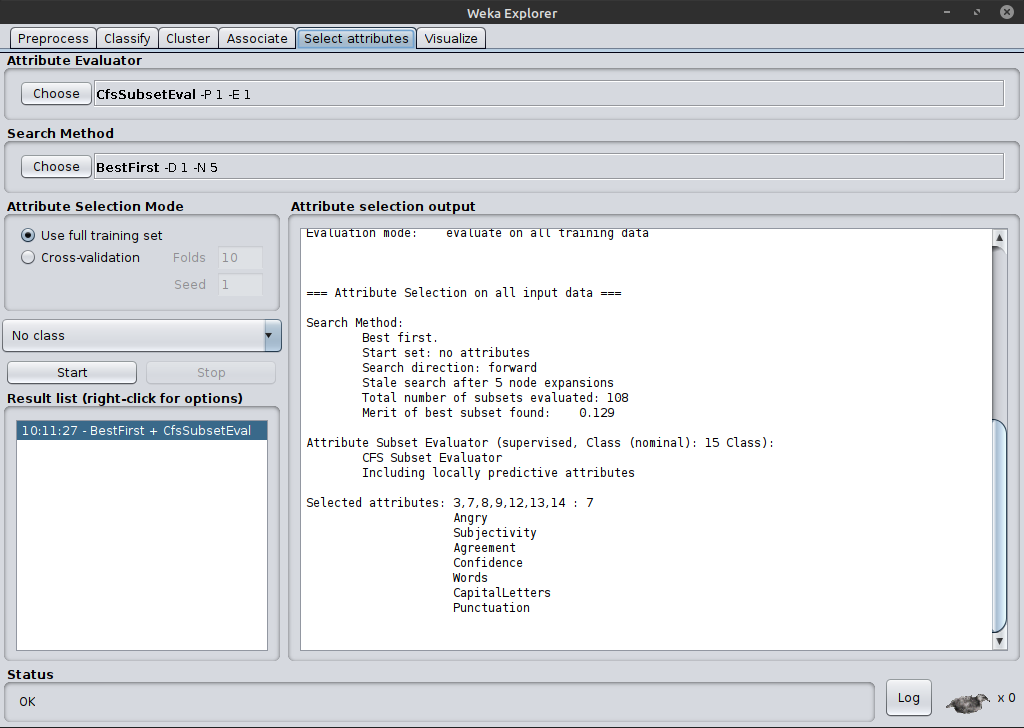 Weka Explorer
Preprocess Classify Cluster Associate Select attributes Visualize
Attribute Evaluator
Choose CfsSubsetEval -P 1 -E 1
Search Method
Choose BestFirst -D 1 -N 5
Attribute Selection Mode
Use full training set
Cross-validation Folds 10
Seed 1
No class
Start Stop
Result list (right-click for options)
10:11:27 - BestFirst + CfsSubsetEval
Attribute selection output
Evaluation mode:    evaluate on all training data
=== Attribute Selection on all input data ===
Search Method:
Best first.
Start set: no attributes
Search direction: forward
Stale search after 5 node expansions
Total number of subsets evaluated: 108
Merit of best subset found:    0.129
Attribute Subset Evaluator (supervised, Class (nominal): 15 Class):
CFS Subset Evaluator
Including locally predictive attributes
Selected attributes: 3,7,8,9,12,13,14 : 7
Angry
Subjectivity
Agreement
Confidence
Words
CapitalLetters
Punctuation
Status
OK
Log x 0